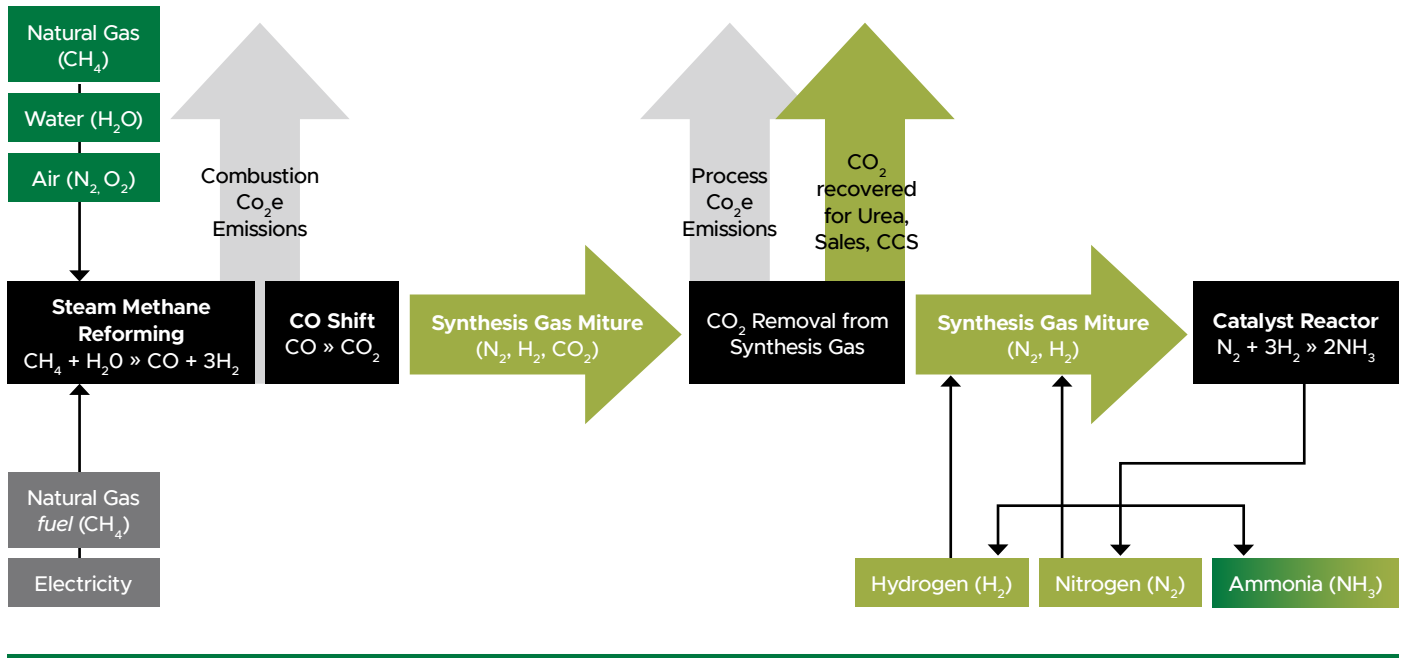 Natural Gas
(CH₄)
Water (H₂O)
Air (N₂, O₂)
Combustion
Co₂e
Emissions
Process
Co₂e
Emissions
CO₂
recovered
for Urea,
Sales, CCS
Steam Methane
Reforming
CH₄ + H₂0 » CO + 3H₂
CO Shift
CO » CO₂
Synthesis Gas Miture
(N₂, H₂, CO₂)
CO₂ Removal from
Synthesis Gas
Synthesis Gas Miture
(N₂, H₂)
Catalyst Reactor
N₂ + 3H₂ » 2NH₃
Natural Gas
fuel (CH₄)
Electricity
Hydrogen (H₂)
Nitrogen (N₂)
Ammonia (NH₃)